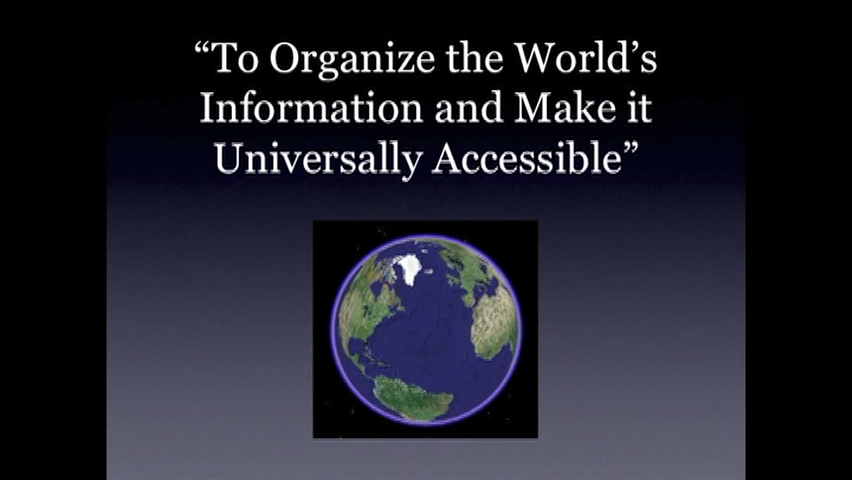 “To Organize the World’s
Information and Make it
Universally Accessible”